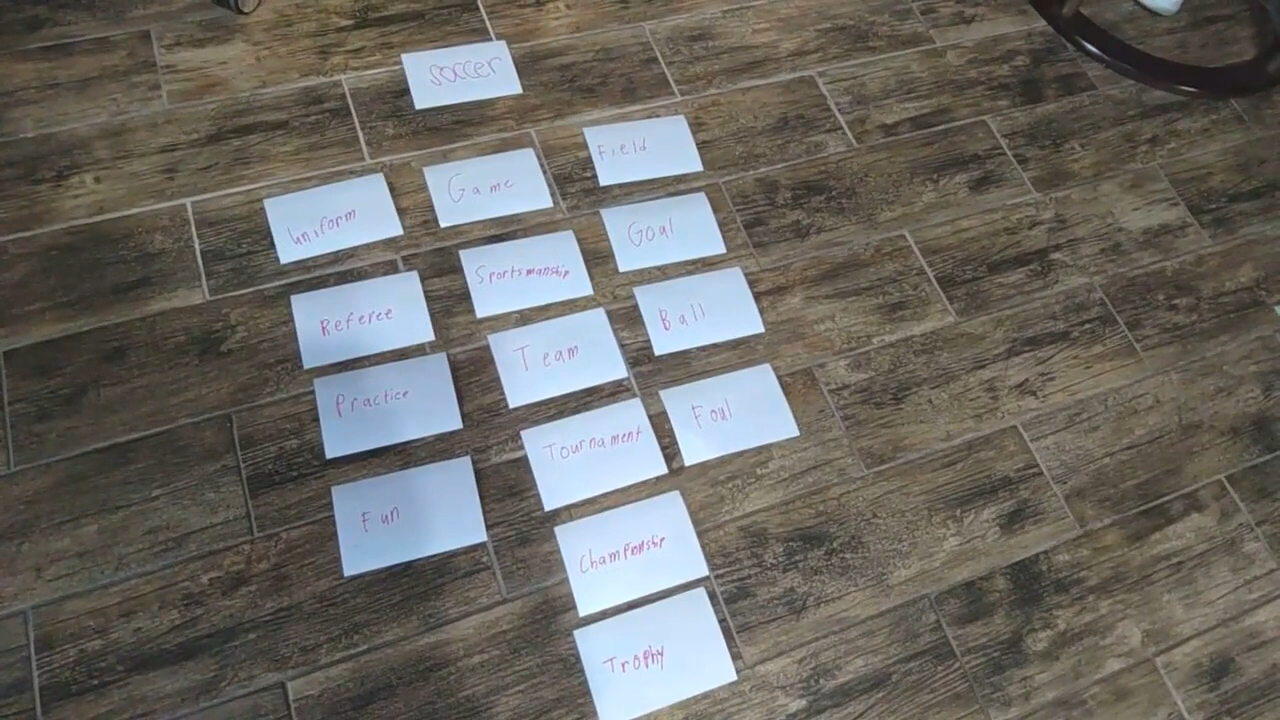 soccer
Uniform
Referee
Practice
Fun
Game
Sportsmanship
Team
Tournament
Championship
Trophy
Field
Goal
Ball
Foul